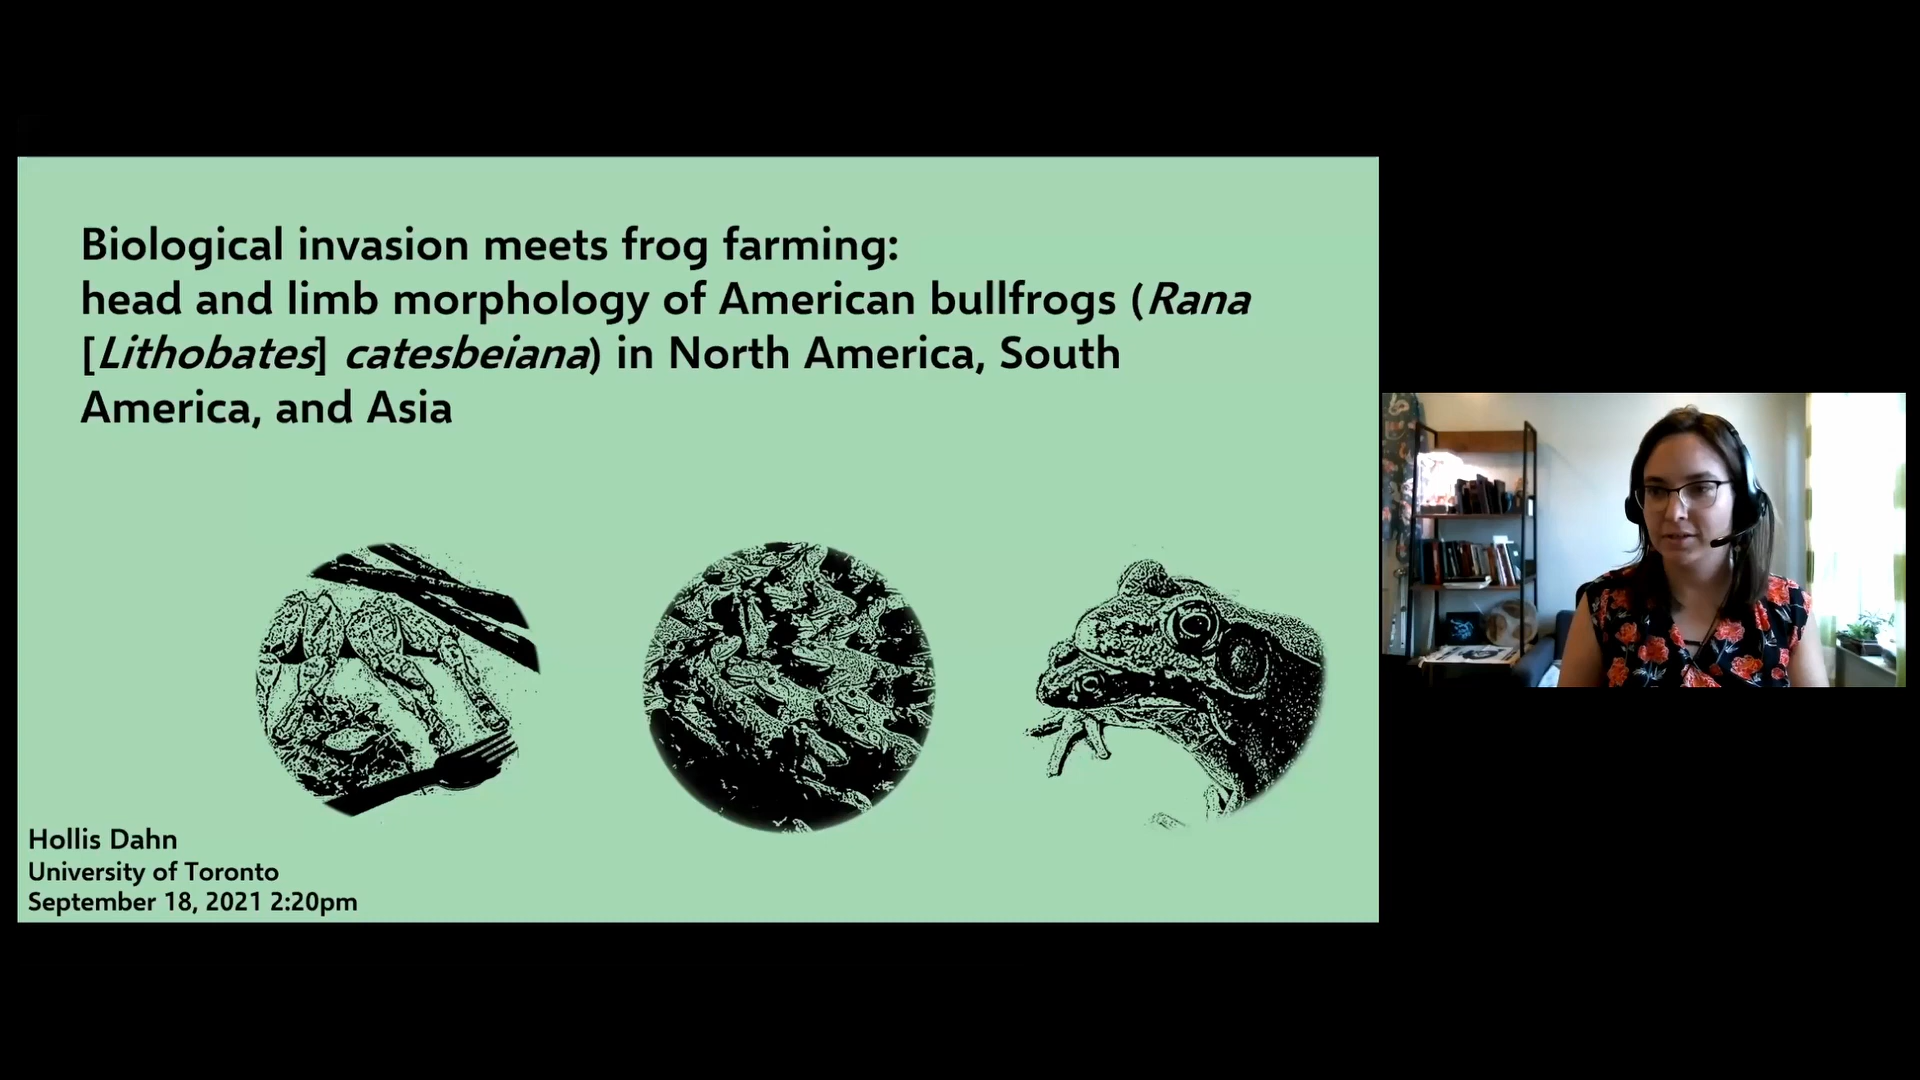 Biological invasion meets frog farming:
head and limb morphology of American bullfrogs (Rana
[Lithobates] catesbeiana) in North America, South
America, and Asia
Hollis Dahn
University of Toronto
September 18, 2021 2:20pm